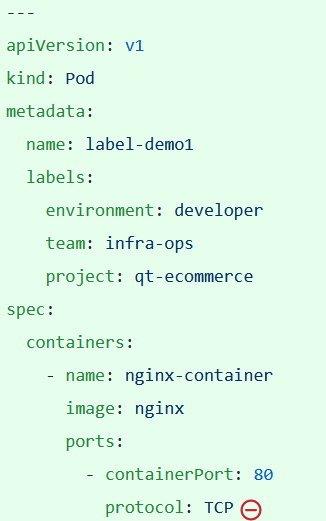 ---
apiVersion: v1
kind: Pod
metadata:
  name: label-demo1
  labels:
    environment: developer
    team: infra-ops
    project: qt-ecommerce
spec:
  containers:
    - name: nginx-container
      image: nginx
      ports:
        - containerPort: 80
          protocol: TCP